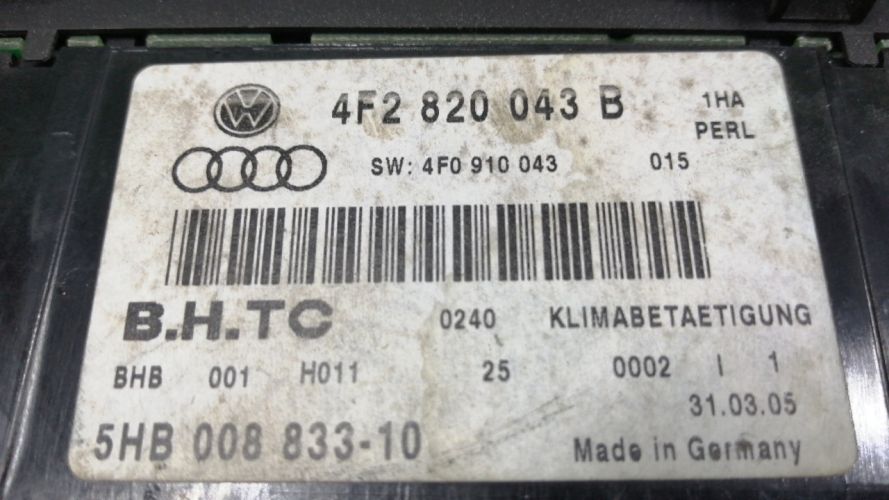 4F2 820 043 B 1HA
PERL
SW: 4F0 910 043 015
B.H.TC 0240 KLIMABETAETIGUNG
BHB 001 H011 25 0002 I 1
31.03.05
5HB 008 833-10 Made in Germany